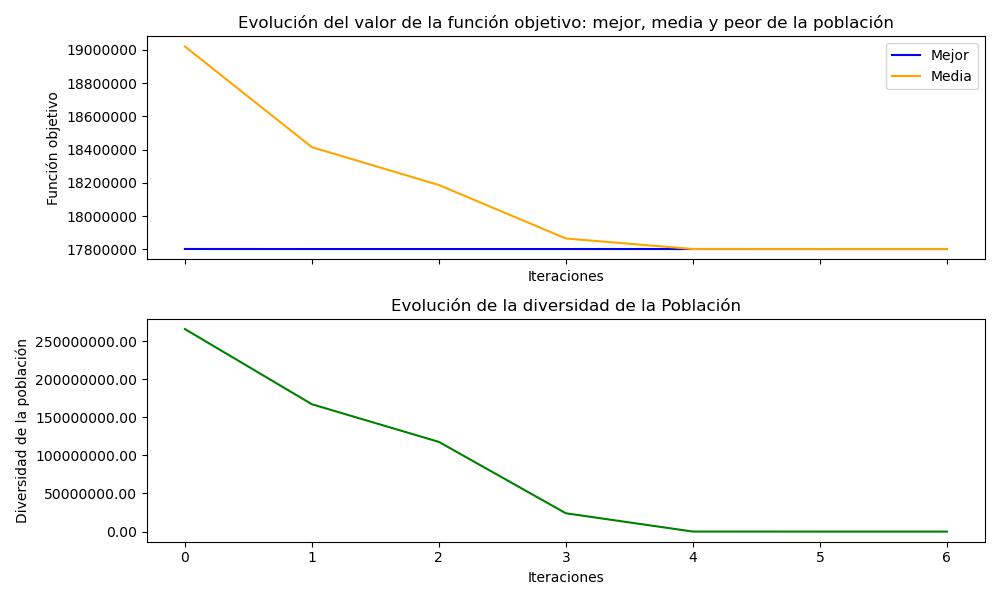 Evolución del valor de la función objetivo: mejor, media y peor de la población
19000000
18800000
18600000
18400000
18200000
18000000
17800000
Función objetivo
Mejor
Media
Iteraciones
Evolución de la diversidad de la Población
250000000.00
200000000.00
150000000.00
100000000.00
50000000.00
0.00
Diversidad de la población
0 1 2 3 4 5 6
Iteraciones